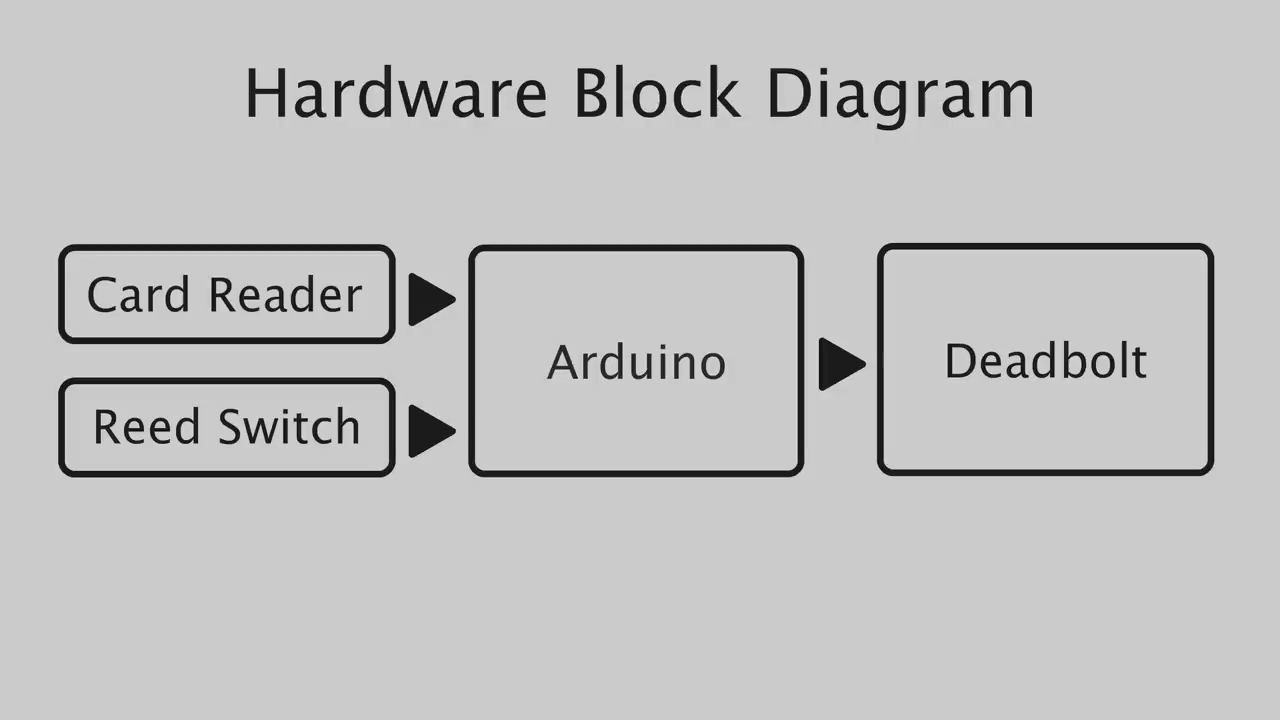 Hardware Block Diagram
Card Reader
Reed Switch
Arduino
Deadbolt